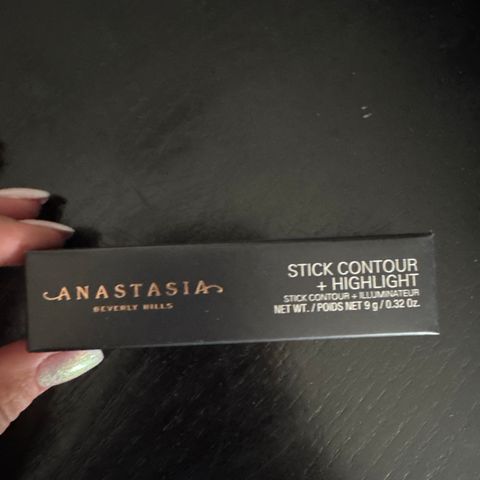 ANASTASIA
BEVERLY HILLS
STICK CONTOUR
+ HIGHLIGHT
STICK CONTOUR + ILLUMINATEUR
NET WT. / POIDS NET 9 g / 0.32 Oz.